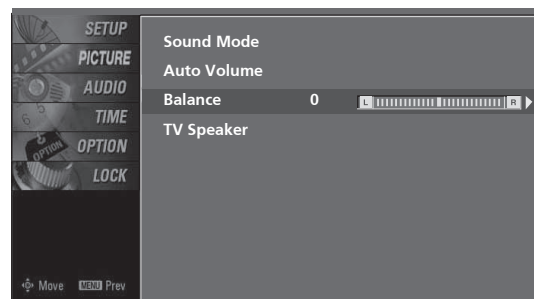 SETUP
PICTURE
AUDIO
TIME
OPTION
LOCK
Sound Mode
Auto Volume
Balance 0 L R
TV Speaker
Move MENU Prev